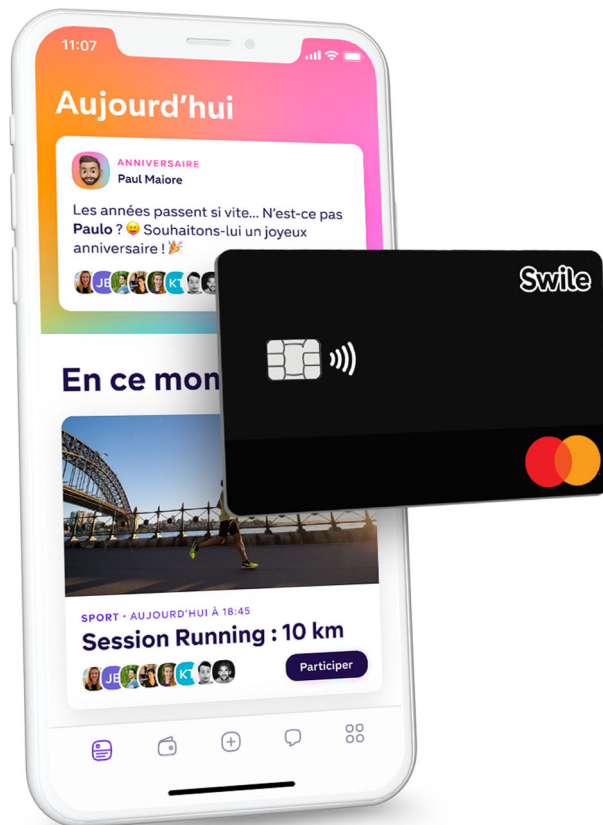 11:07
Aujourd'hui
ANNIVERSAIRE
Paul Maiore
Les années passent si vite... N'est-ce pas
Paulo ? 😝 Souhaitons-lui un joyeux
anniversaire ! 🎉
JE
KT
Swile
En ce mon
SPORT • AUJOURD'HUI À 18:45
Session Running : 10 km
JE
KT
Participer